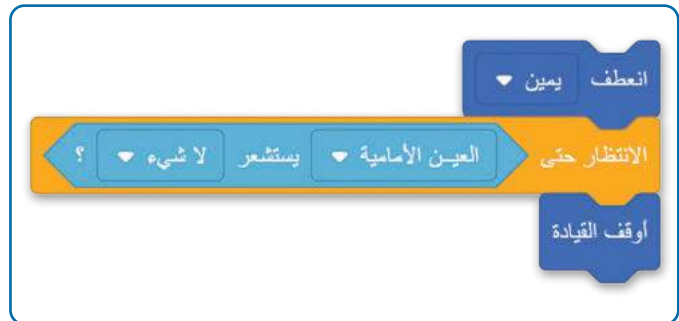 انعطف يمين
الانتظار حتى العيـن الأمامية يستشعر لا شيء ؟
أوقف القيادة